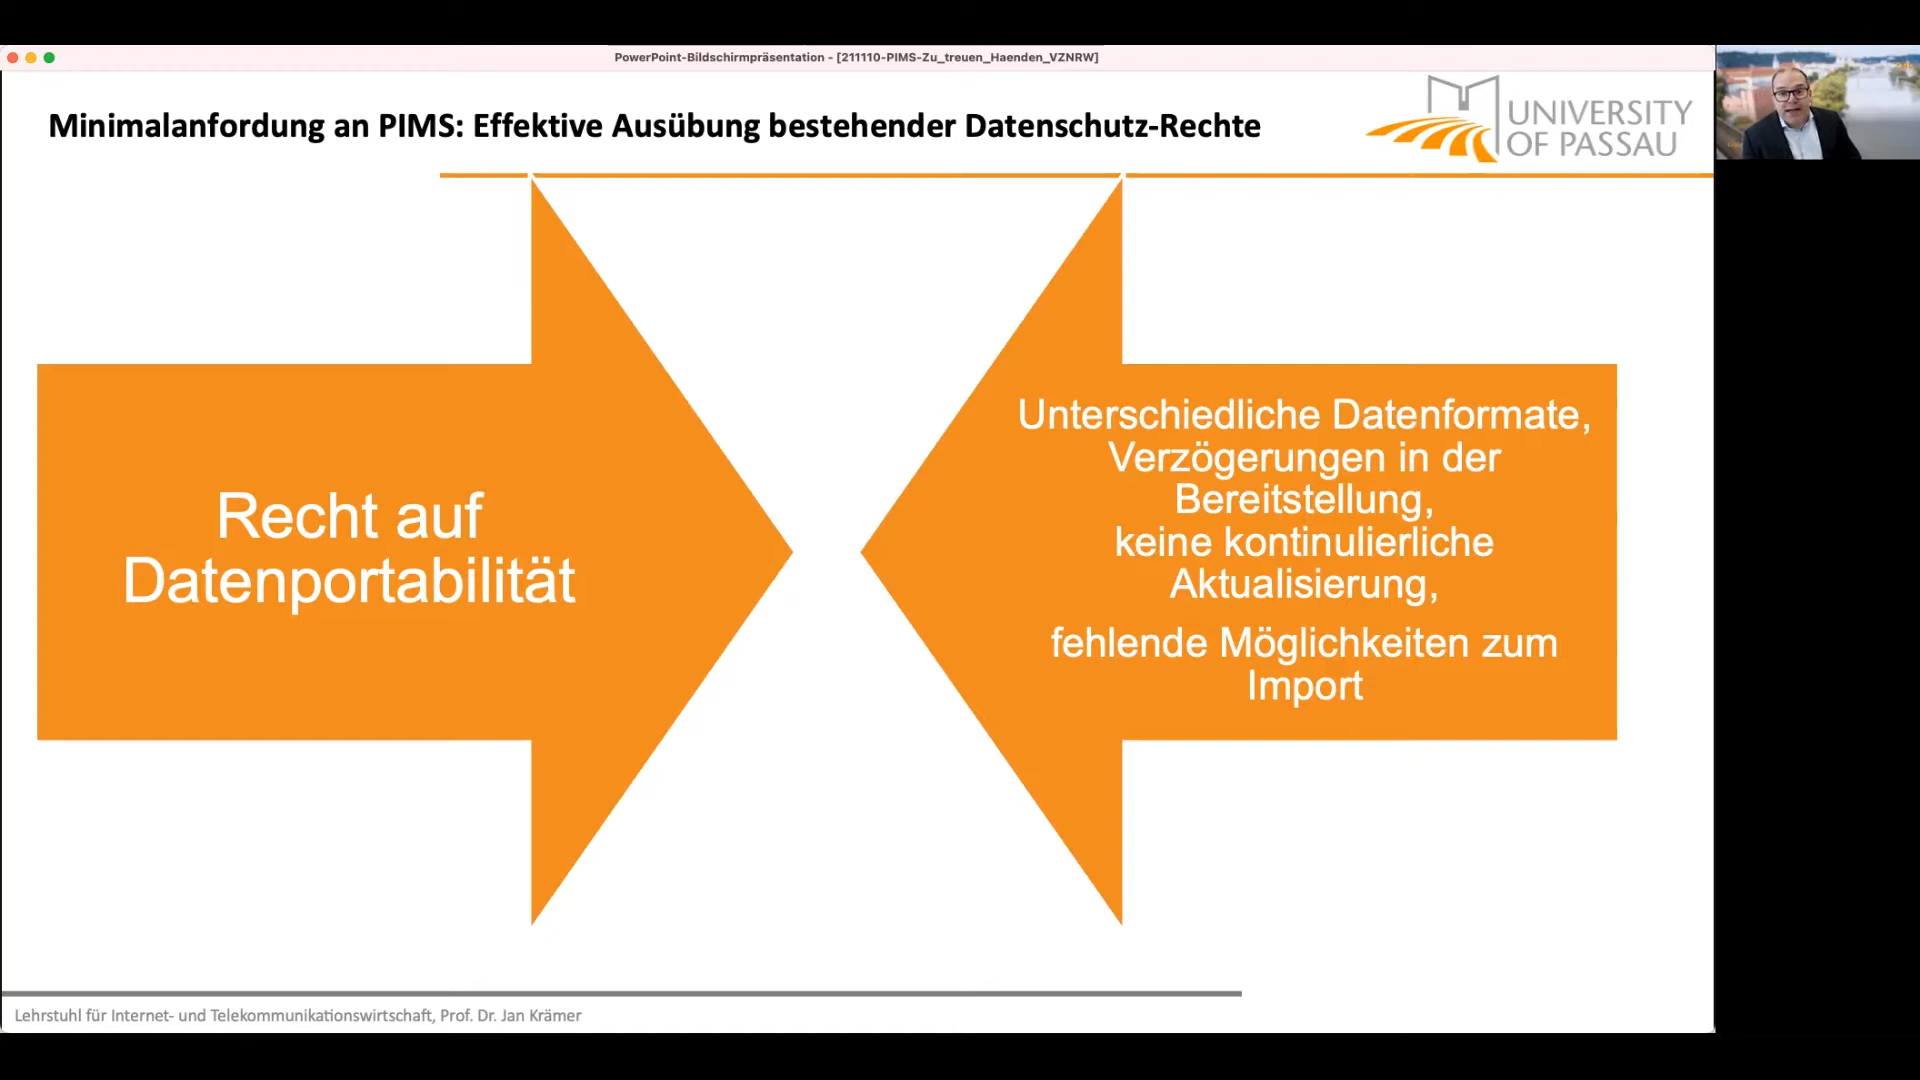 PowerPoint-Bildschirmpräsentation - [211110-PIMS-Zu_treuen_Haenden_VZNRW]
Minimalanfordung an PIMS: Effektive Ausübung bestehender Datenschutz-Rechte
UNIVERSITY
OF PASSAU
Recht auf
Datenportabilität
Unterschiedliche Datenformate,
Verzögerungen in der
Bereitstellung,
keine kontinulierliche
Aktualisierung,
fehlende Möglichkeiten zum
Import
Lehrstuhl für Internet- und Telekommunikationswirtschaft, Prof. Dr. Jan Krämer